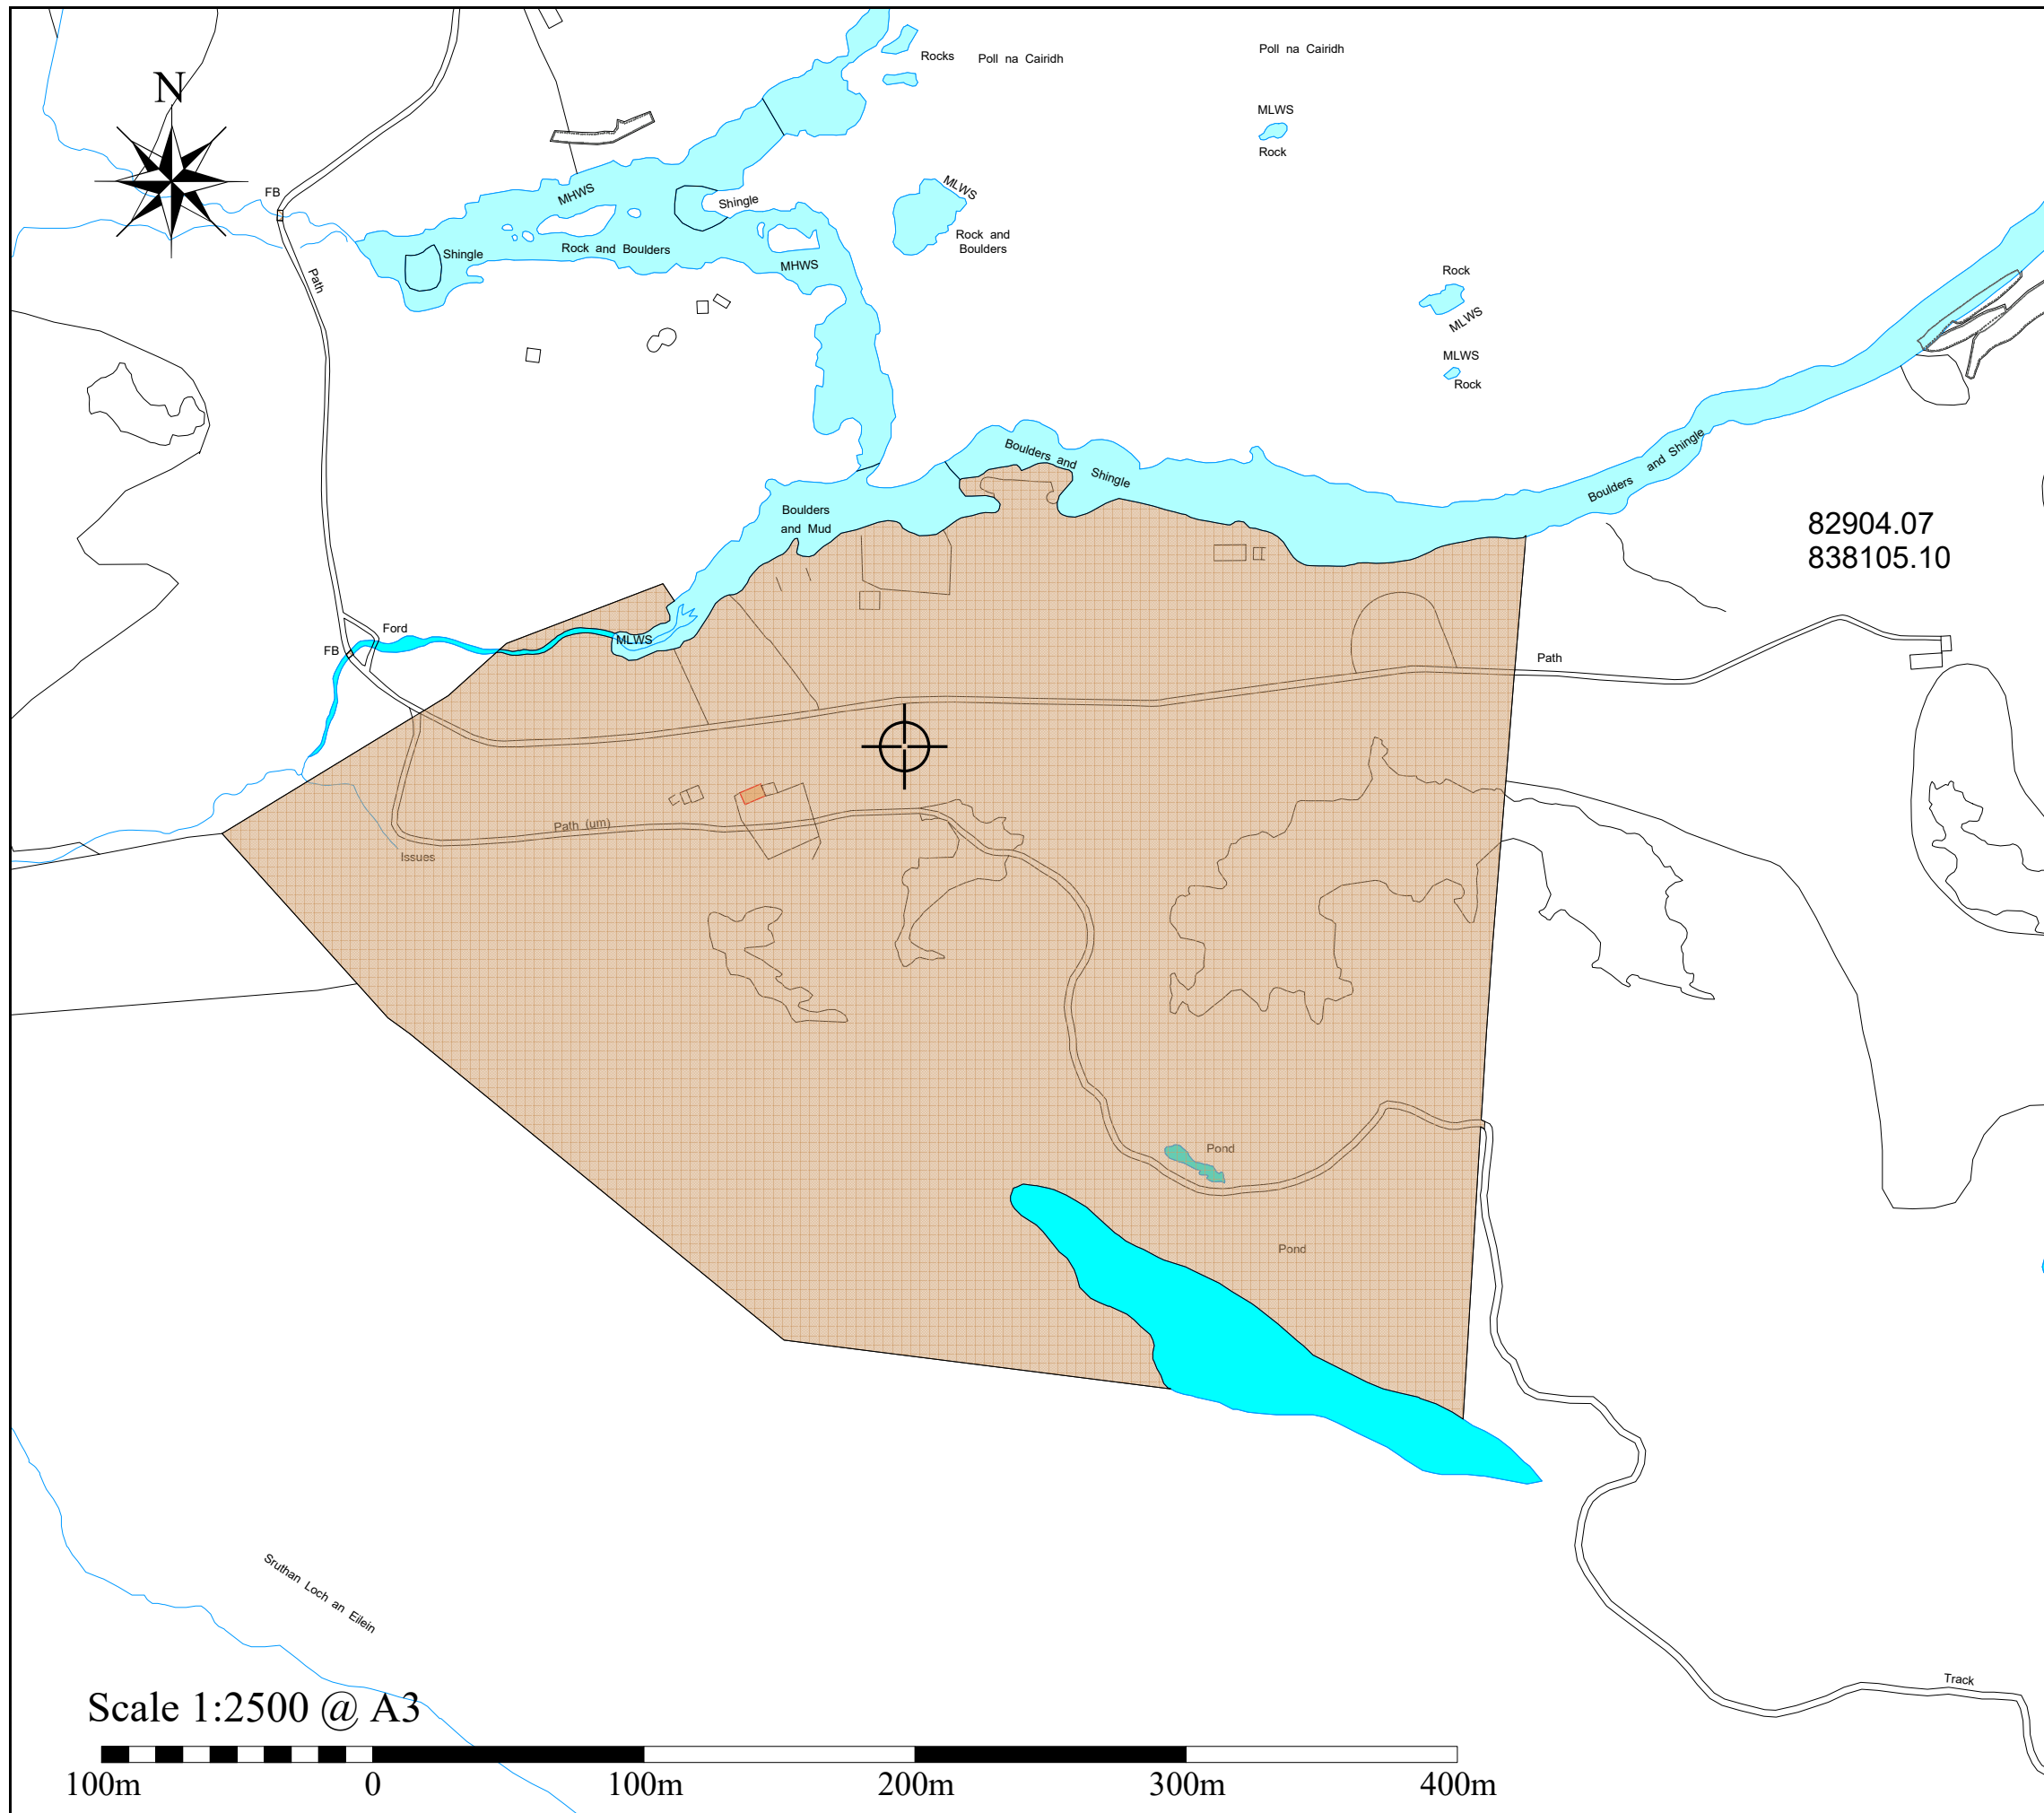 Rocks
Poll na Cairidh
Poll na Cairidh
N
MLWS
Rock
FB
MHWS
Shingle
MLWS
Rock and
Boulders
Shingle
Rock and Boulders
MHWS
Path
Rock
MLWS
MLWS
Rock
Boulders and Shingle
Boulders and Shingle
Boulders
and Mud
82904.07
838105.10
Ford
FB
MLWS
Path
Path (um)
Issues
Pond
Pond
Sruthan Loch an Eilein
Track
Scale 1:2500 @ A3
100m 0 100m 200m 300m 400m